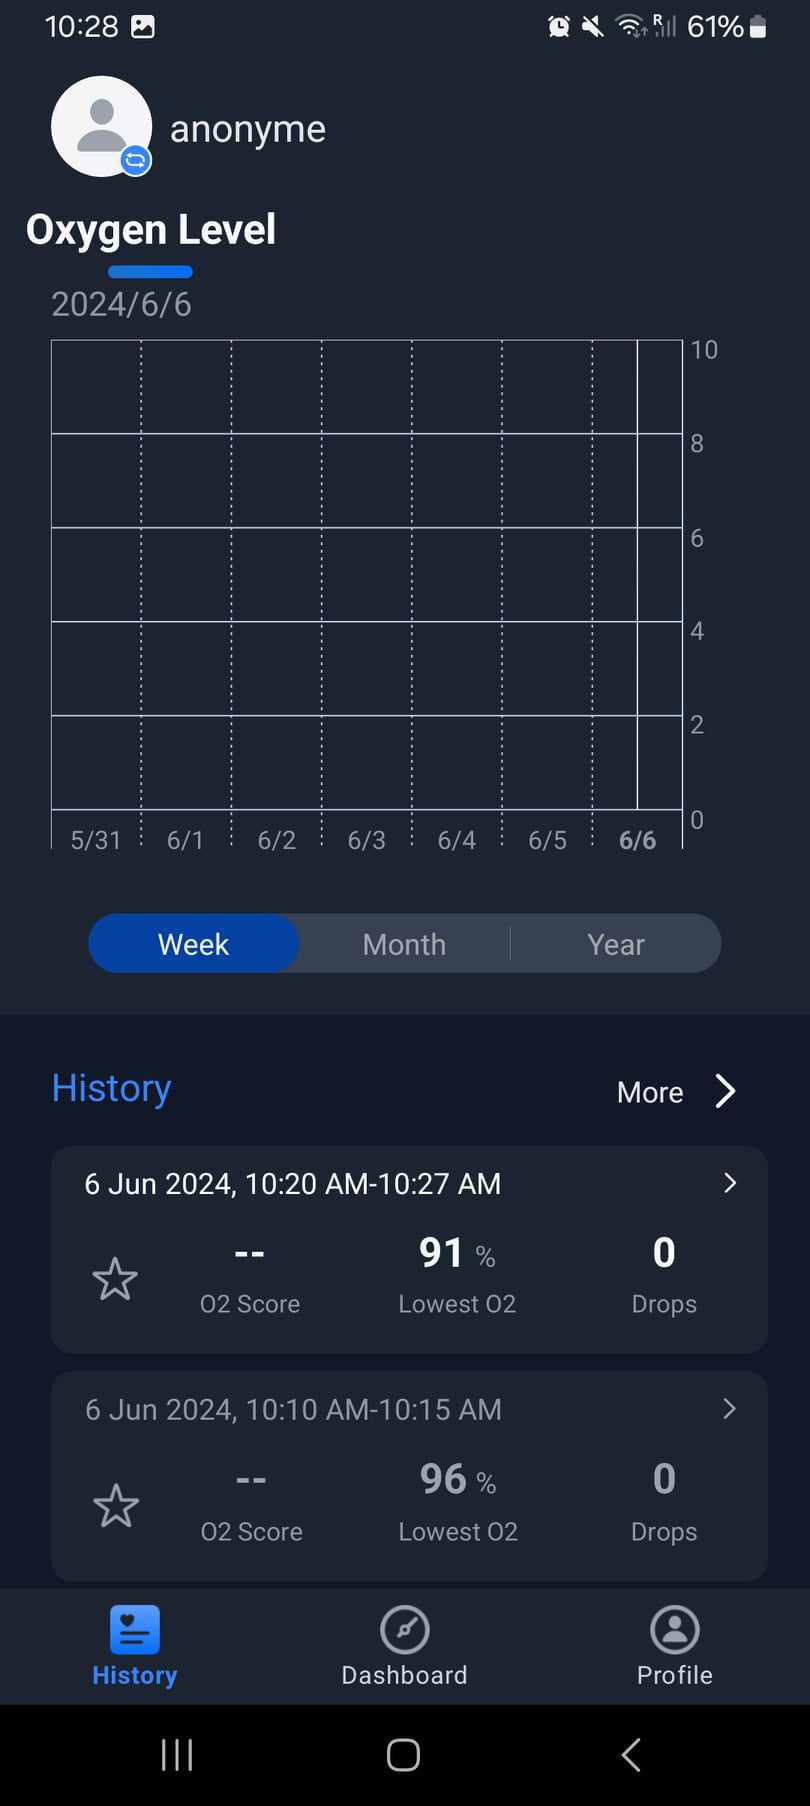 10:28 R 61%
anonyme
Oxygen Level
2024/6/6
10
8
6
4
2
0
5/31 6/1 6/2 6/3 6/4 6/5 6/6
Week Month Year
History More
6 Jun 2024, 10:20 AM-10:27 AM
-- 91 % 0
O2 Score Lowest O2 Drops
6 Jun 2024, 10:10 AM-10:15 AM
-- 96 % 0
O2 Score Lowest O2 Drops
History Dashboard Profile